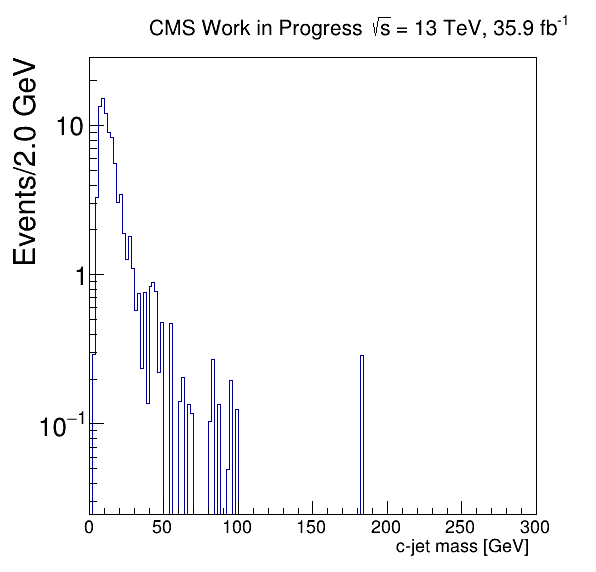 CMS Work in Progress √s = 13 TeV, 35.9 fb⁻¹
Events/2.0 GeV
10
1
10⁻¹
0 50 100 150 200 250 300
c-jet mass [GeV]